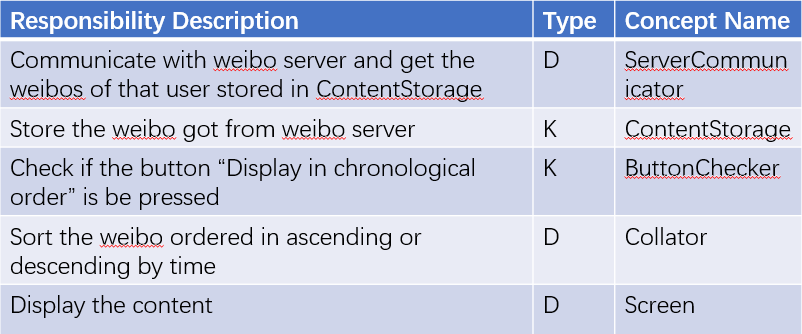 Responsibility Description Type Concept Name
Communicate with weibo server and get the D ServerCommun
weibos of that user stored in ContentStorage icator
Store the weibo got from weibo server K ContentStorage
Check if the button “Display in chronological K ButtonChecker
order” is be pressed
Sort the weibo ordered in ascending or D Collator
descending by time
Display the content D Screen